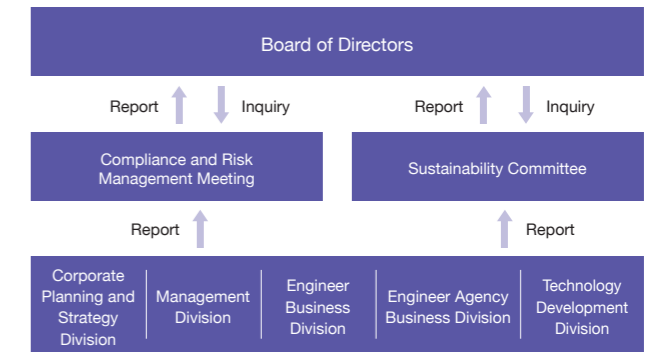 Board of Directors
Report
Inquiry
Report
Inquiry
Compliance and Risk
Management Meeting
Sustainability Committee
Report
Report
Corporate
Planning and
Strategy
Division
Management
Division
Engineer
Business
Division
Engineer Agency
Business Division
Technology
Development
Division